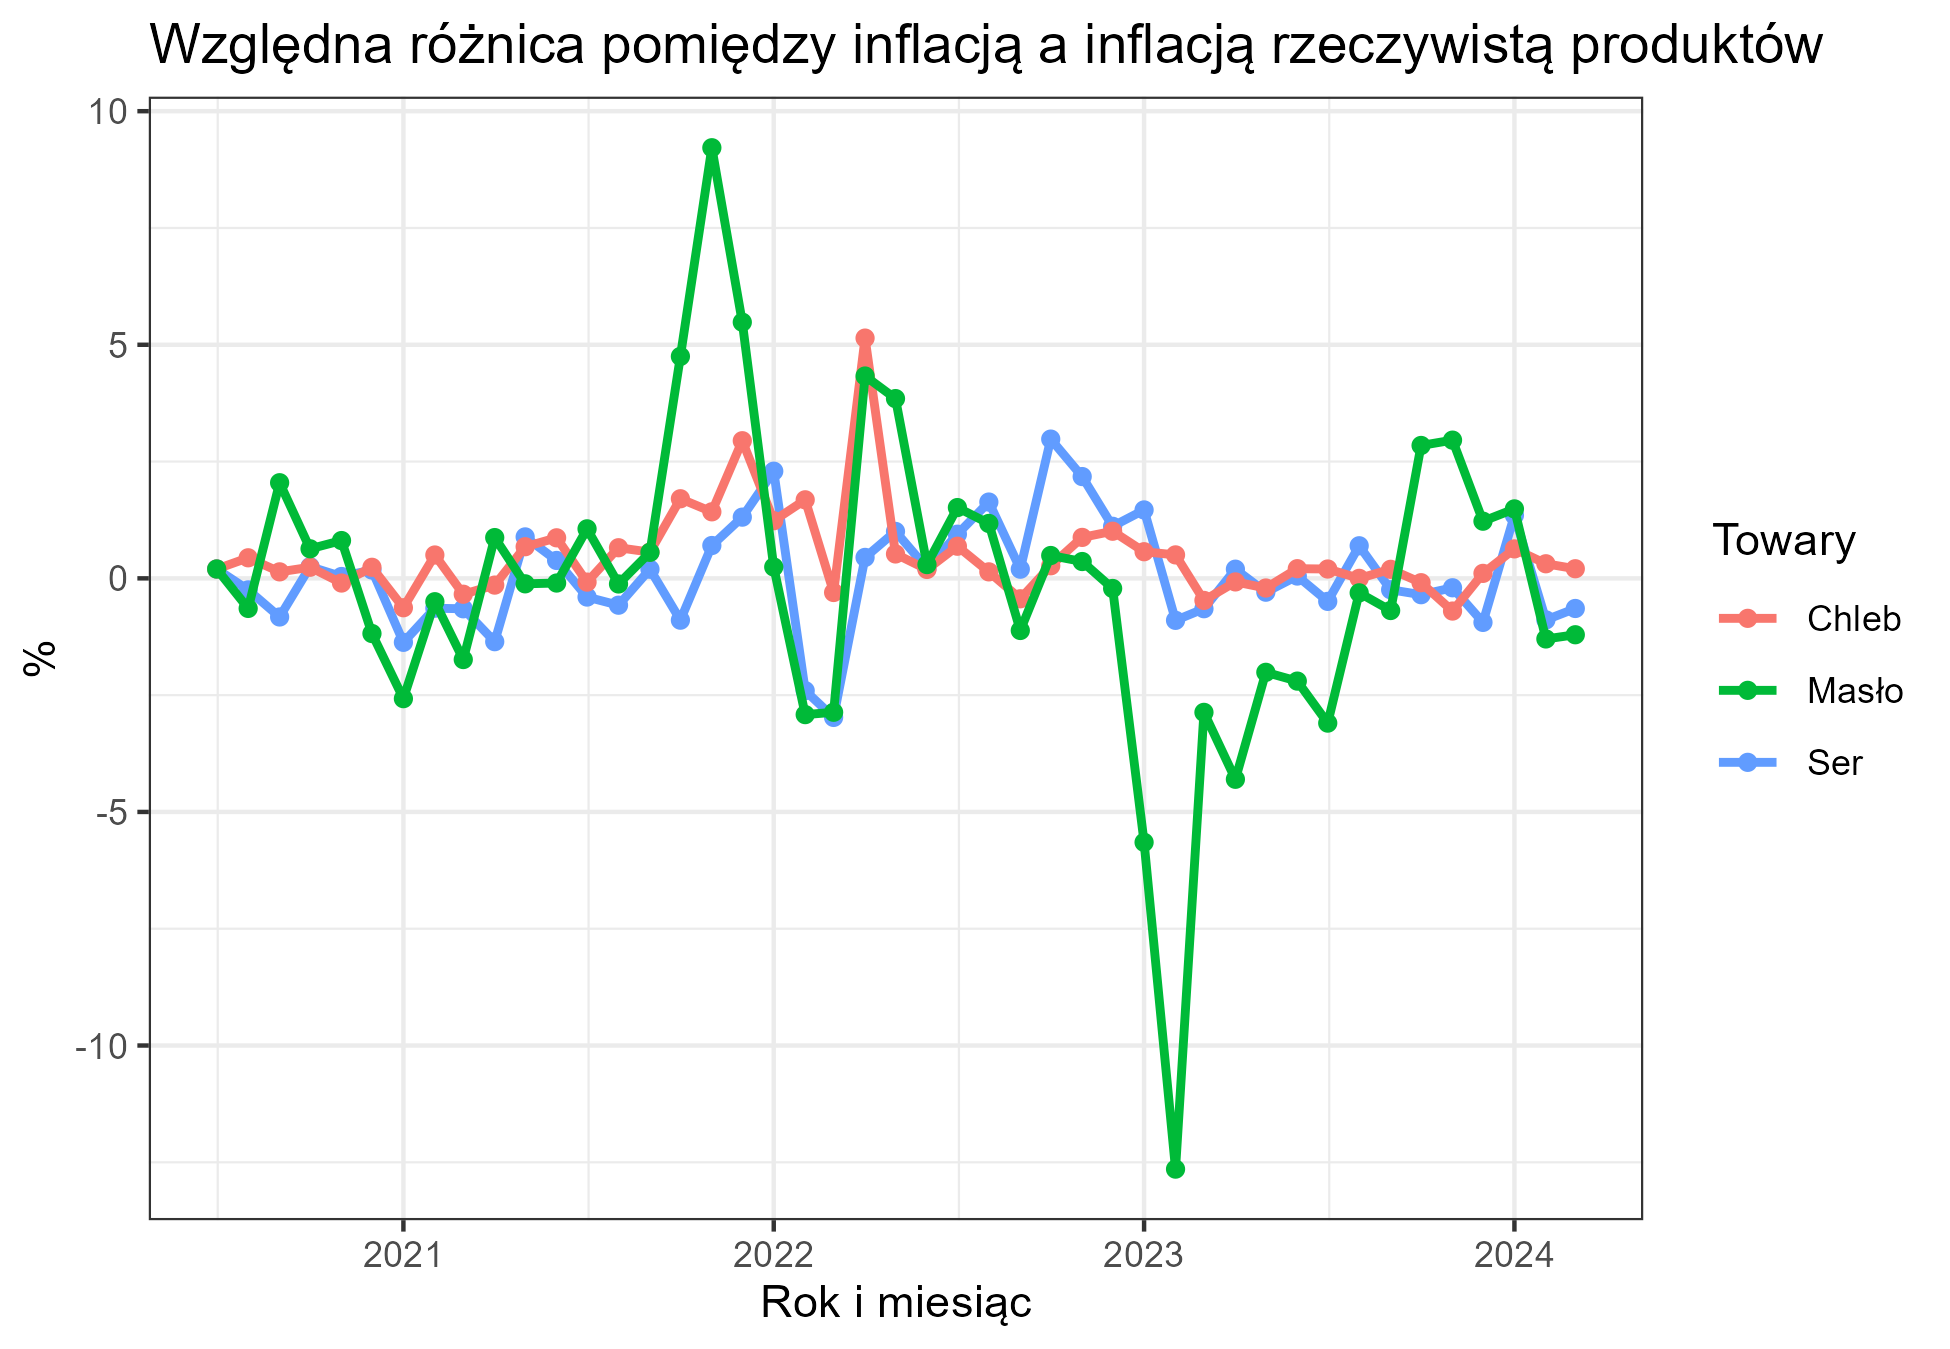 Względna różnica pomiędzy inflacją a inflacją rzeczywistą produktów
10
5
0
-5
-10
%
2021
2022
2023
2024
Rok i miesiąc
Towary
Chleb
Masło
Ser